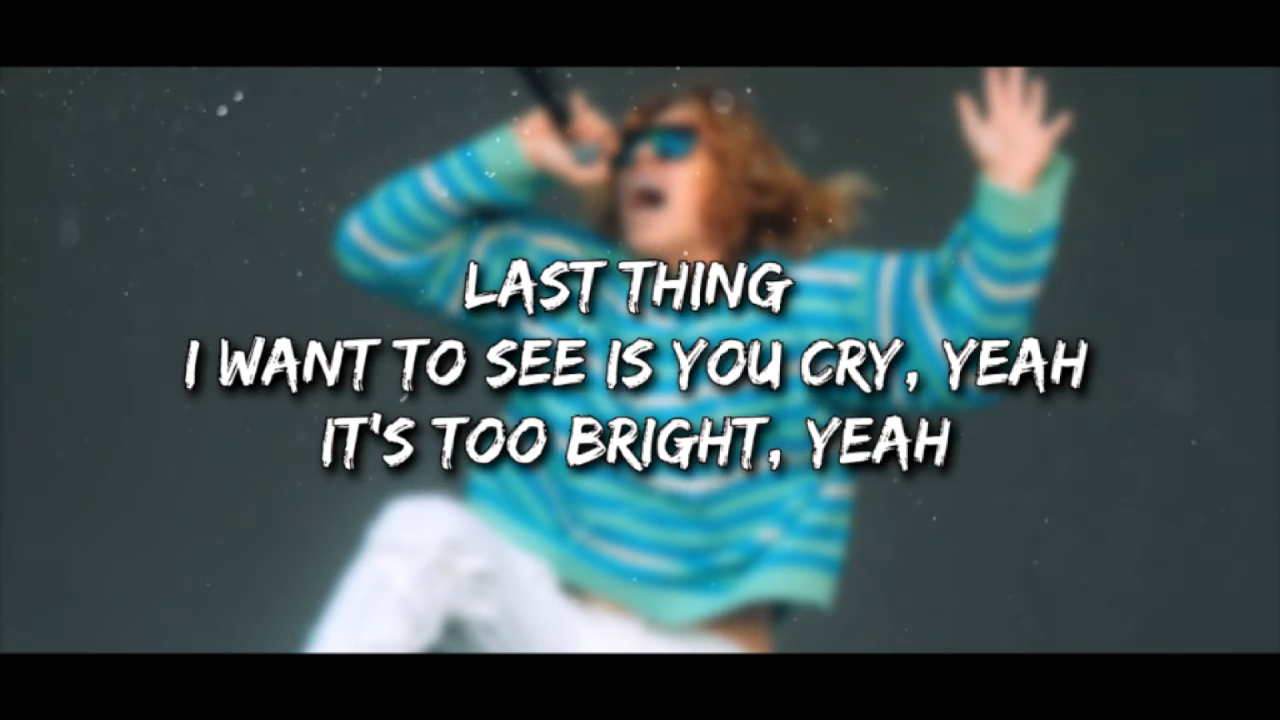 LAST THING
I WANT TO SEE IS YOU CRY, YEAH
IT'S TOO BRIGHT, YEAH